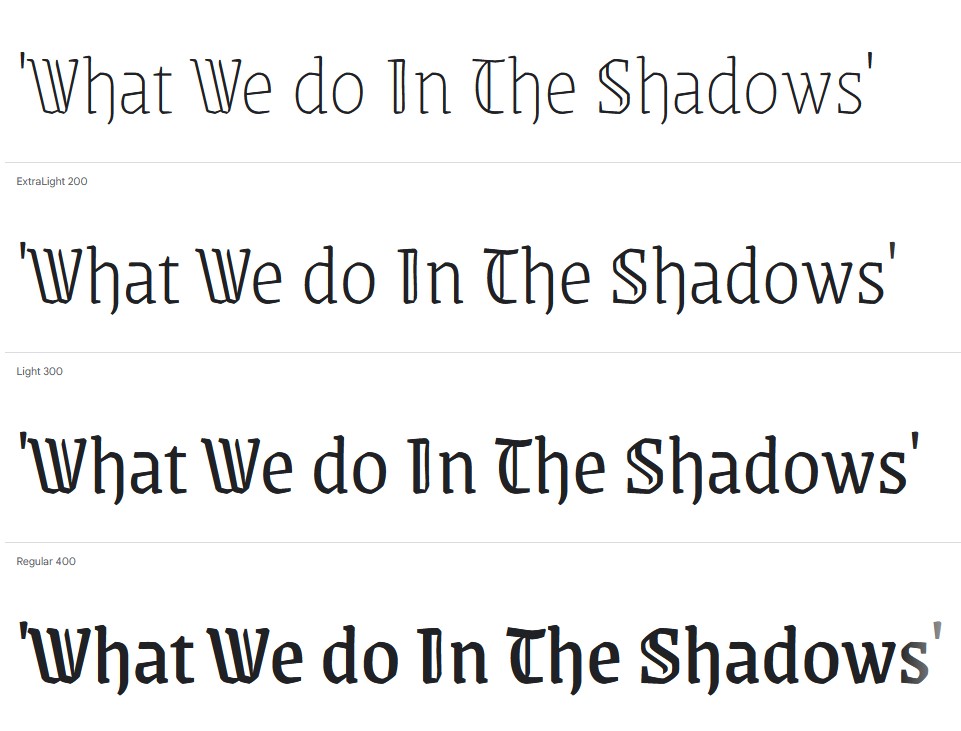 'What We do In The Shadows'
ExtraLight 200
'What We do In The Shadows'
Light 300
'What We do In The Shadows'
Regular 400
'What We do In The Shadows'